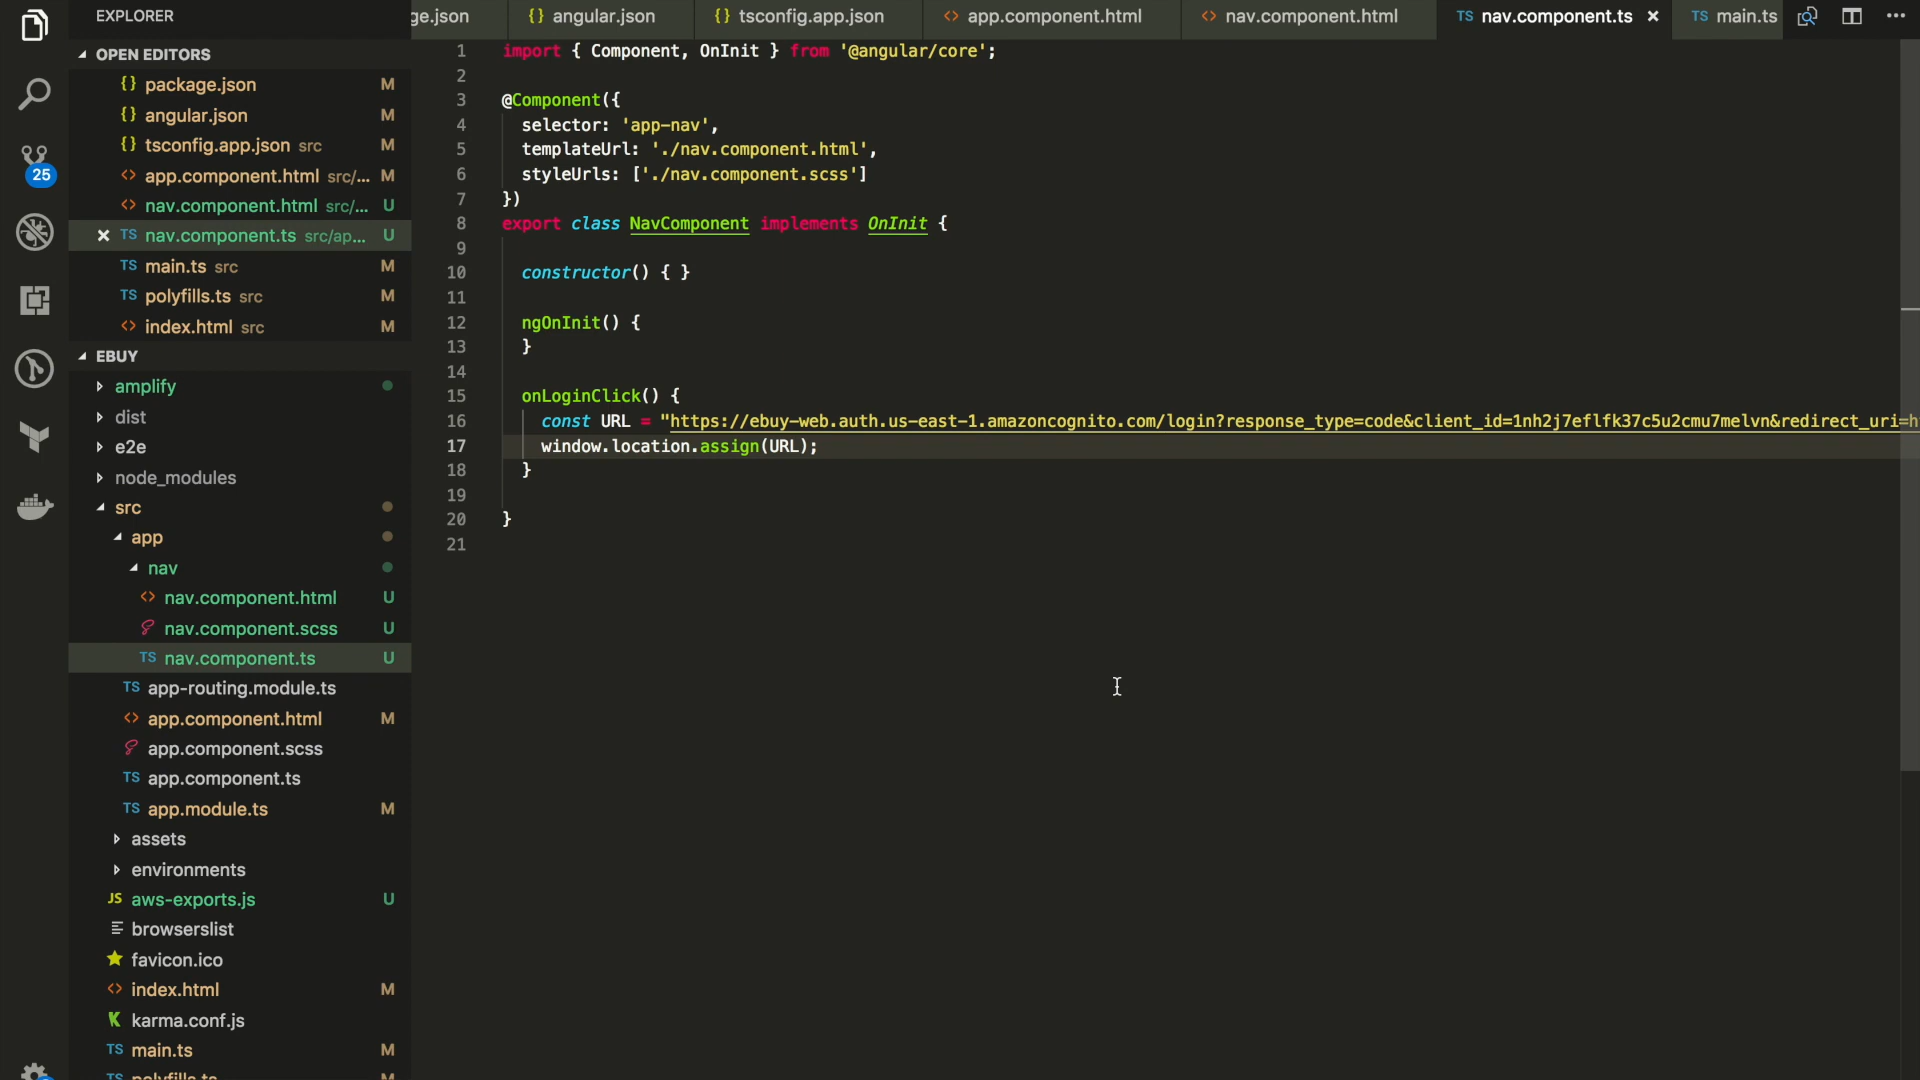 EXPLORER
OPEN EDITORS
{} package.json M
{} angular.json M
{} tsconfig.app.json src M
<> app.component.html src/... M
<> nav.component.html src/... U
× TS nav.component.ts src/ap... U
TS main.ts src M
TS polyfills.ts src M
<> index.html src M
EBUY
amplify
dist
e2e
node_modules
src
app
nav
<> nav.component.html U
nav.component.scss U
TS nav.component.ts U
TS app-routing.module.ts
<> app.component.html M
app.component.scss
TS app.component.ts
TS app.module.ts M
assets
environments
JS aws-exports.js U
browserslist
favicon.ico
<> index.html M
K karma.conf.js
TS main.ts M
TS polyfills.ts M
25
ge.json {} angular.json {} tsconfig.app.json <> app.component.html <> nav.component.html TS nav.component.ts × TS main.ts ...
1 import { Component, OnInit } from '@angular/core';
2
3 @Component({
4 selector: 'app-nav',
5 templateUrl: './nav.component.html',
6 styleUrls: ['./nav.component.scss']
7 })
8 export class NavComponent implements OnInit {
9
10 constructor() { }
11
12 ngOnInit() {
13 }
14
15 onLoginClick() {
16 const URL = "https://ebuy-web.auth.us-east-1.amazoncognito.com/login?response_type=code&client_id=1nh2j7eflfk37c5u2cmu7melvn&redirect_uri=h
17 window.location.assign(URL);
18 }
19
20 }
21